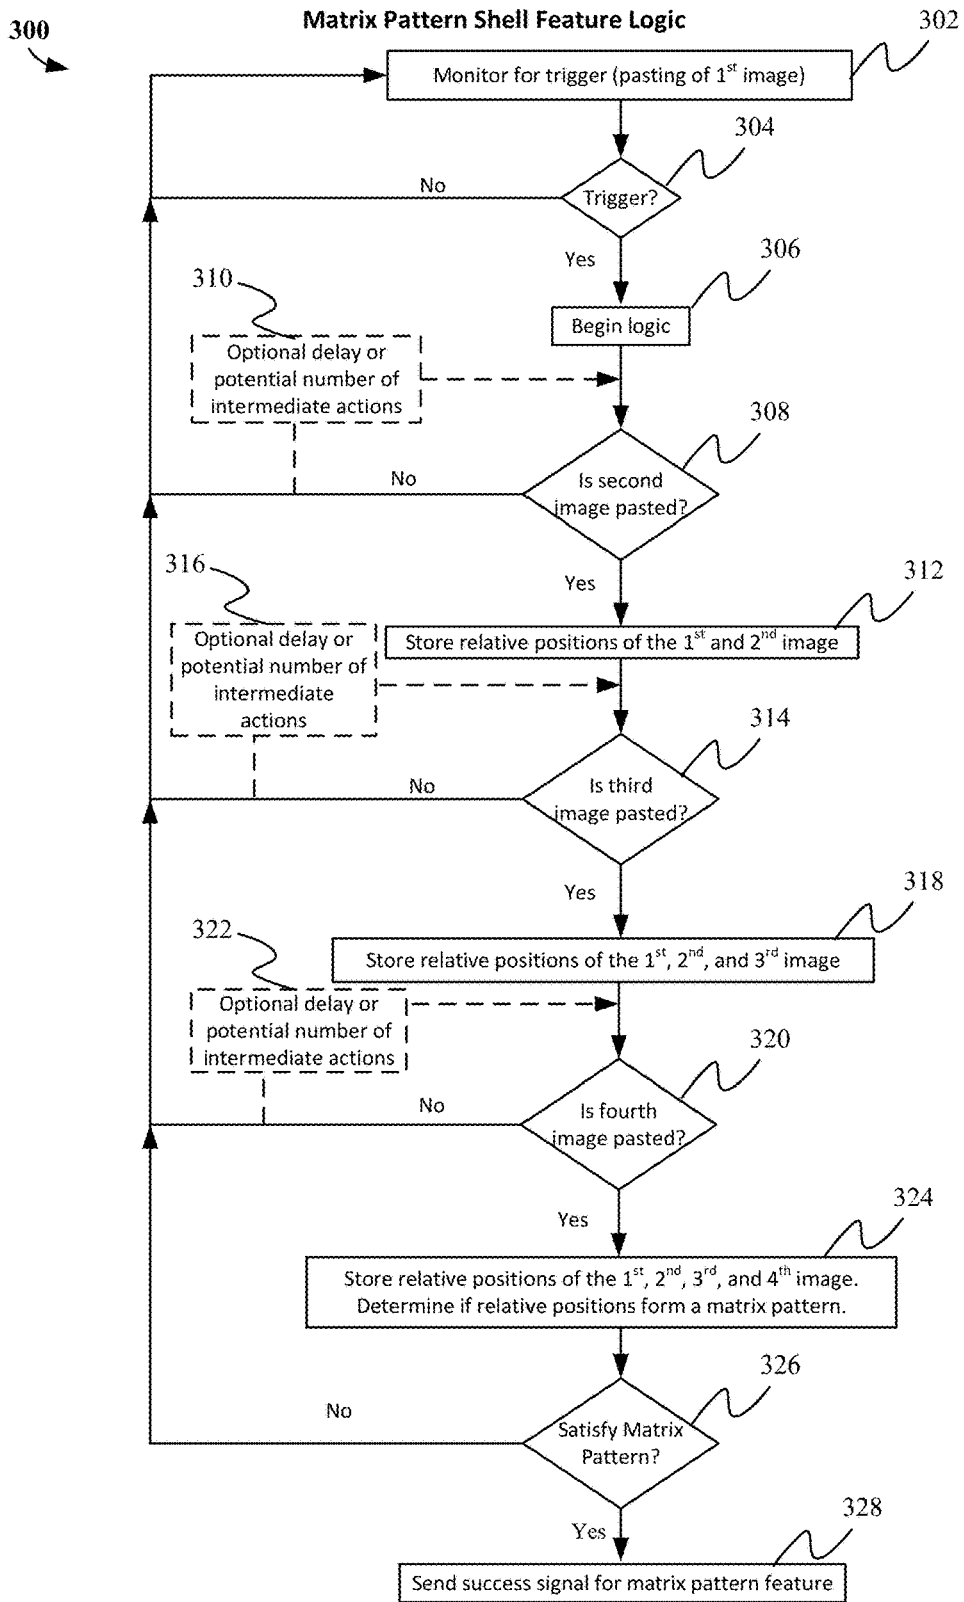 Matrix Pattern Shell Feature Logic
300
302
Monitor for trigger (pasting of 1st image)
304
Trigger?
No
Yes
306
Begin logic
310
Optional delay or
potential number of
intermediate actions
308
Is second
image pasted?
No
Yes
312
Store relative positions of the 1st and 2nd image
316
Optional delay or
potential number of
intermediate
actions
314
Is third
image pasted?
No
Yes
318
Store relative positions of the 1st, 2nd, and 3rd image
322
Optional delay or
potential number of
intermediate actions
320
Is fourth
image pasted?
No
Yes
324
Store relative positions of the 1st, 2nd, 3rd, and 4th image.
Determine if relative positions form a matrix pattern.
326
Satisfy Matrix
Pattern?
No
Yes
328
Send success signal for matrix pattern feature